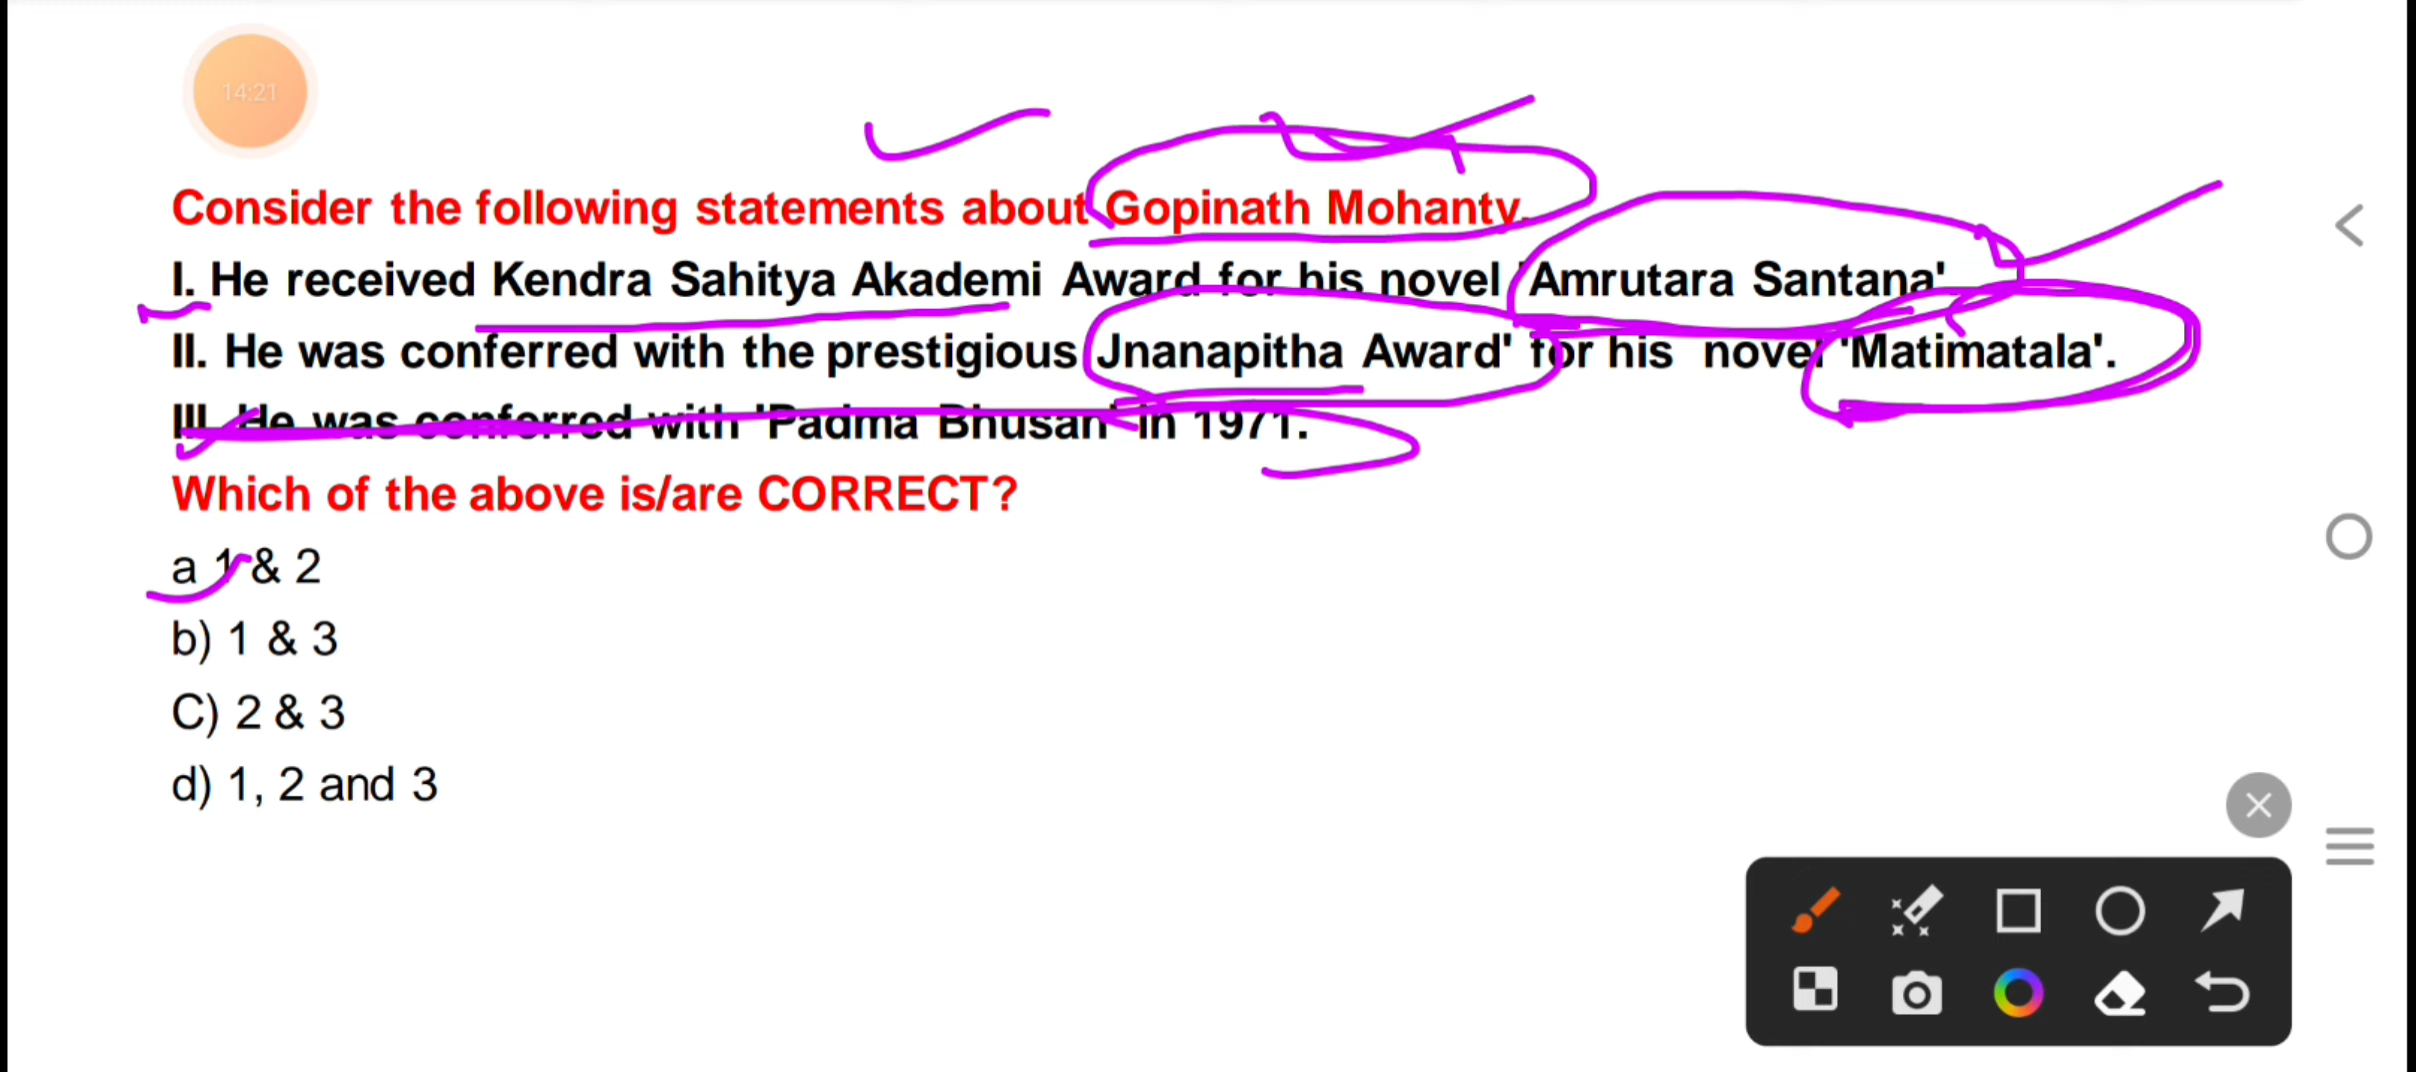 14:21
Consider the following statements about Gopinath Mohanty.
I. He received Kendra Sahitya Akademi Award for his novel 'Amrutara Santana'
II. He was conferred with the prestigious Jnanapitha Award' for his novel 'Matimatala'.
III. He was conferred with 'Padma Bhusan' in 1971.
Which of the above is/are CORRECT?
a 1 & 2
b) 1 & 3
C) 2 & 3
d) 1, 2 and 3